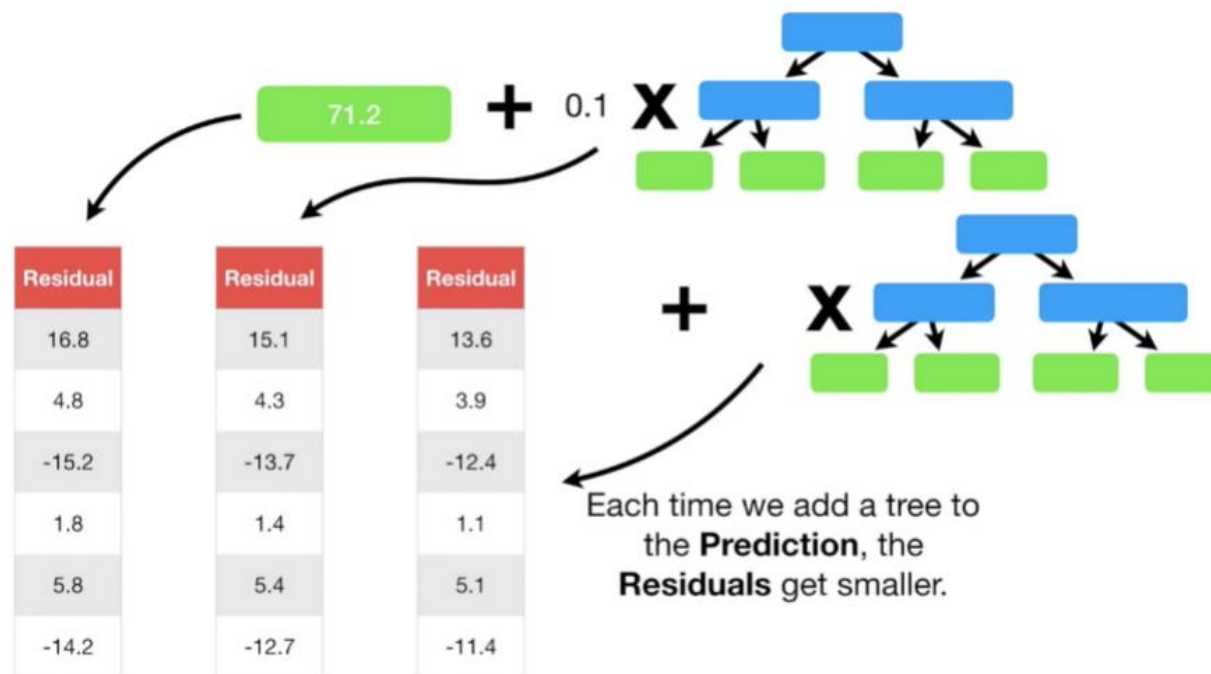 71.2 + 0.1 X
+ X
Residual Residual Residual
16.8 15.1 13.6
4.8 4.3 3.9
-15.2 -13.7 -12.4
1.8 1.4 1.1
5.8 5.4 5.1
-14.2 -12.7 -11.4
Each time we add a tree to
the Prediction, the
Residuals get smaller.